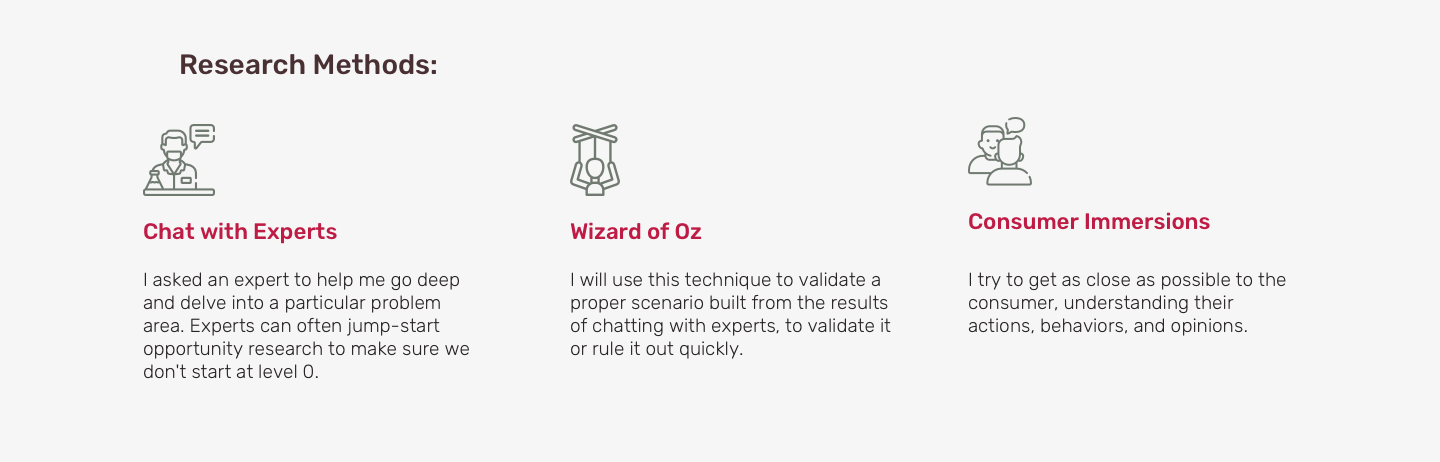 Research Methods:
Chat with Experts
I asked an expert to help me go deep
and delve into a particular problem
area. Experts can often jump-start
opportunity research to make sure we
don't start at level 0.
Wizard of Oz
I will use this technique to validate a
proper scenario built from the results
of chatting with experts, to validate it
or rule it out quickly.
Consumer Immersions
I try to get as close as possible to the
consumer, understanding their
actions, behaviors, and opinions.